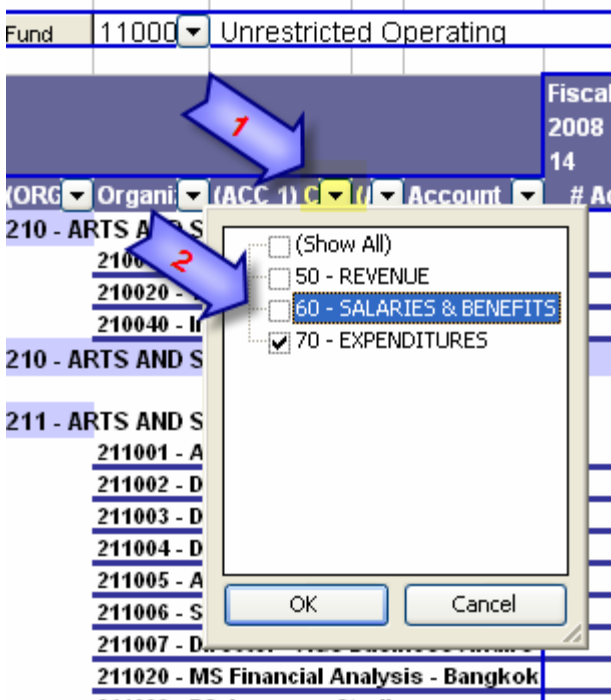 Fund 11000 Unrestricted Operating
Fiscal
2008
14
1
(ORG Organi: (ACC 1) C (/ Account # Ac
210 - ARTS A S
2100
2
210020 -
210040 - II
210 - ARTS AND S
211 - ARTS AND S
211001 - A
211002 - D
211003 - D
211004 - D
211005 - A
211006 - S
211007 - D
211020 - MS Financial Analysis - Bangkok
(Show All)
50 - REVENUE
60 - SALARIES & BENEFITS
70 - EXPENDITURES
OK Cancel